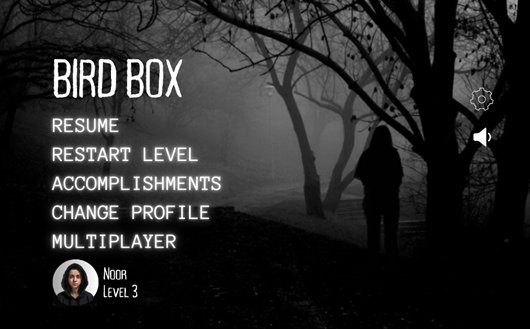 BIRD BOX
RESUME
RESTART LEVEL
ACCOMPLISHMENTS
CHANGE PROFILE
MULTIPLAYER
Noor
Level 3